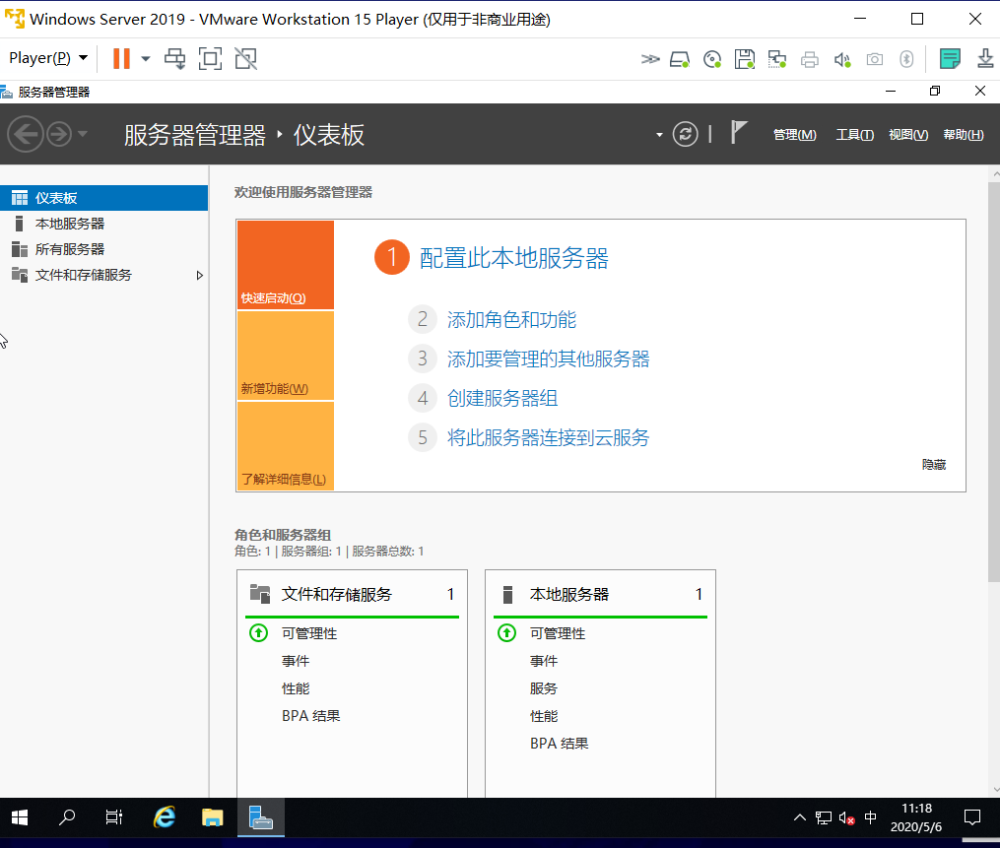 Windows Server 2019 - VMware Workstation 15 Player (仅用于非商业用途)
Player(P)
服务器管理器
服务器管理器 仪表板
管理(M) 工具(T) 视图(V) 帮助(H)
仪表板
本地服务器
所有服务器
文件和存储服务
欢迎使用服务器管理器
快速启动(Q)
新增功能(W)
了解详细信息(L)
1 配置此本地服务器
2 添加角色和功能
3 添加要管理的其他服务器
4 创建服务器组
5 将此服务器连接到云服务
隐藏
角色和服务器组
角色: 1 | 服务器组: 1 | 服务器总数: 1
文件和存储服务 1
可管理性
事件
性能
BPA 结果
本地服务器 1
可管理性
事件
服务
性能
BPA 结果
中
11:18
2020/5/6